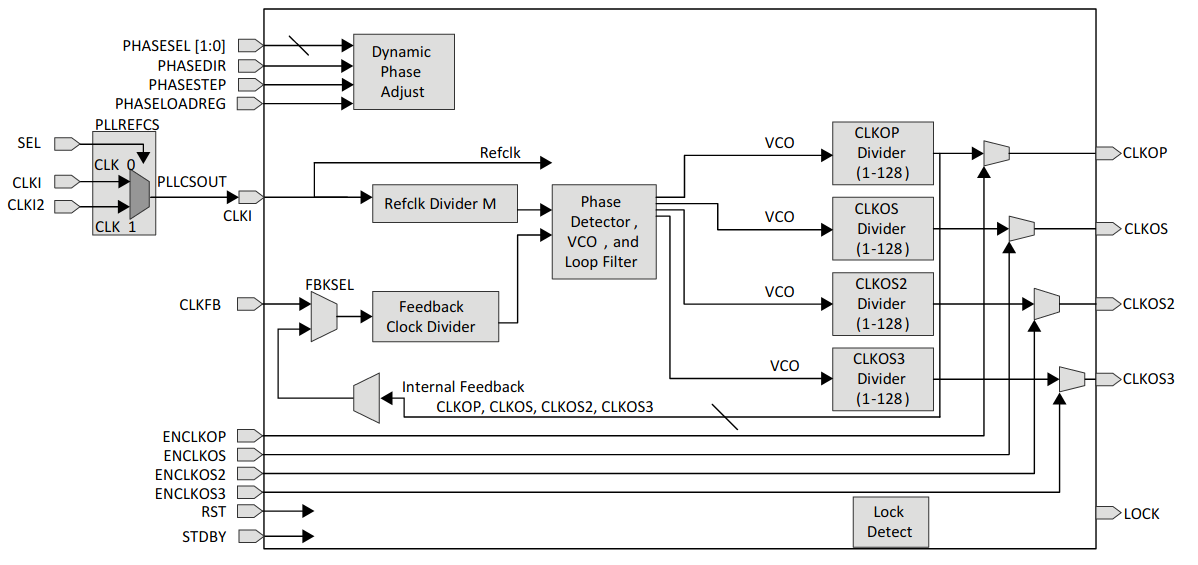 PHASESEL [1:0]
PHASEDIR
PHASESTEP
PHASELOADREG
Dynamic
Phase
Adjust
PLLREFCS
SEL
CLK 0
CLKI
CLKI2
CLK 1
PLLCSOUT
CLKI
Refclk
Refclk Divider M
Phase
Detector ,
VCO , and
Loop Filter
VCO
CLKOP
Divider
(1-128)
CLKOP
VCO
CLKOS
Divider
(1-128)
CLKOS
VCO
CLKOS2
Divider
(1-128)
CLKOS2
VCO
CLKOS3
Divider
(1-128)
CLKOS3
CLKFB
FBKSEL
Feedback
Clock Divider
Internal Feedback
CLKOP, CLKOS, CLKOS2, CLKOS3
ENCLKOP
ENCLKOS
ENCLKOS2
ENCLKOS3
RST
STDBY
Lock
Detect
LOCK